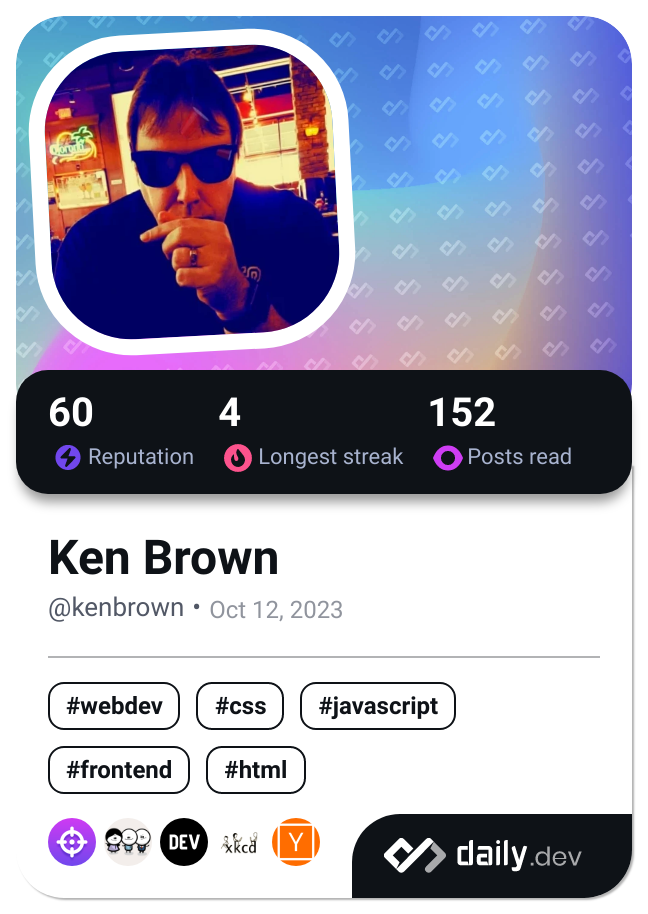 Corona
60 4 152
Reputation Longest streak Posts read
Ken Brown
@kenbrown • Oct 12, 2023
#webdev #css #javascript
#frontend #html
DEV xkcd Y
daily.dev